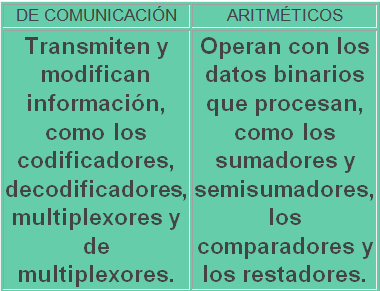 DE COMUNICACIÓN
Transmiten y
modifican
información,
como los
codificadores,
decodificadores,
multiplexores y
de
multiplexores.
ARITMÉTICOS
Operan con los
datos binarios
que procesan,
como los
sumadores y
semisumadores,
los
comparadores y
los restadores.